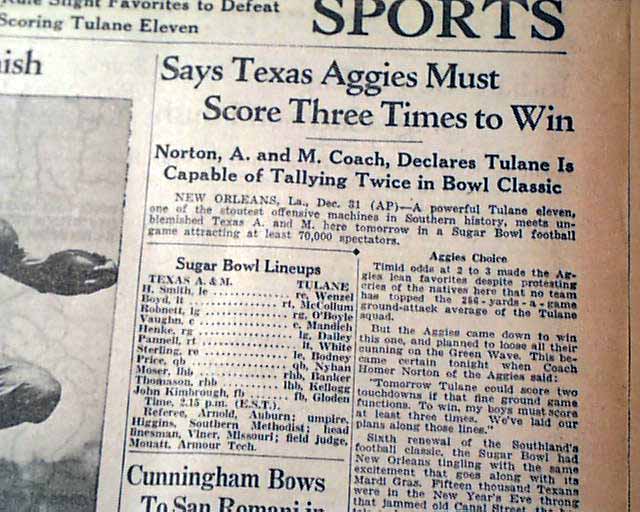 Rule Slight Favorites to Defeat
Scoring Tulane Eleven
SPORTS
ish
Says Texas Aggies Must
Score Three Times to Win
Norton, A. and M. Coach, Declares Tulane Is
Capable of Tallying Twice in Bowl Classic
NEW ORLEANS, La., Dec. 31 (AP)—A powerful Tulane eleven,
one of the stoutest offensive machines in Southern history, meets un-
blemished Texas A. and M. here tomorrow in a Sugar Bowl football
game attracting at least 70,000 spectators.
Sugar Bowl Lineups
TEXAS A. & M. TULANE
H. Smith, le re, Wenzel
Boyd, lt rt, McCollum
Robnett, lg rg, O'Boyle
Vaughn, c c, Mandich
Henke, rg lg, Dailey
Pannell, rt lt, White
Sterling, re le, Bodney
Price, qb qb, Nyhan
Moser, lhb rhb, Banker
Thomason, rhb lhb, Kellogg
John Kimbrough, fb fb, Gloden
Time, 2.15 p.m. (E.S.T.).
Referee, Arnold, Auburn; umpire,
Higgins, Southern Methodist; head
linesman, Viner, Missouri; field judge,
Mouatt, Armour Tech.
Cunningham Bows
To San Romani in
Aggies Choice
Timid odds at 2 to 3 made the Ag-
gies lean favorites despite protesting
cries of the natives here that no team
has topped the 286-yards-a-game
ground-attack average of the Tulane
squad.
But the Aggies came down to win
this one, and planned to loose all their
cunning on the Green Wave. This be-
came certain tonight when Coach
Homer Norton of the Aggies said:
"Tomorrow Tulane could score two
touchdowns if that fine ground game
functions. To win, my boys must score
at least three times. We've laid our
plans along those lines."
Sixth renewal of the Southland's
football classic, the Sugar Bowl had
New Orleans tingling with the same
excitement that goes along with its
Mardi Gras. Fifteen thousand Texans
were in the New Year's Eve throng
that jammed old Canal Street, the